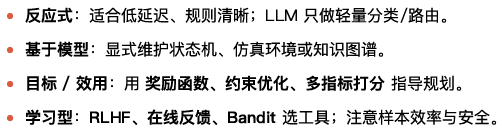 • 反应式：适合低延迟、规则清晰；LLM 只做轻量分类/路由。
• 基于模型：显式维护状态机、仿真环境或知识图谱。
• 目标 / 效用：用 奖励函数、约束优化、多指标打分 指导规划。
• 学习型：RLHF、在线反馈、Bandit 选工具；注意样本效率与安全。